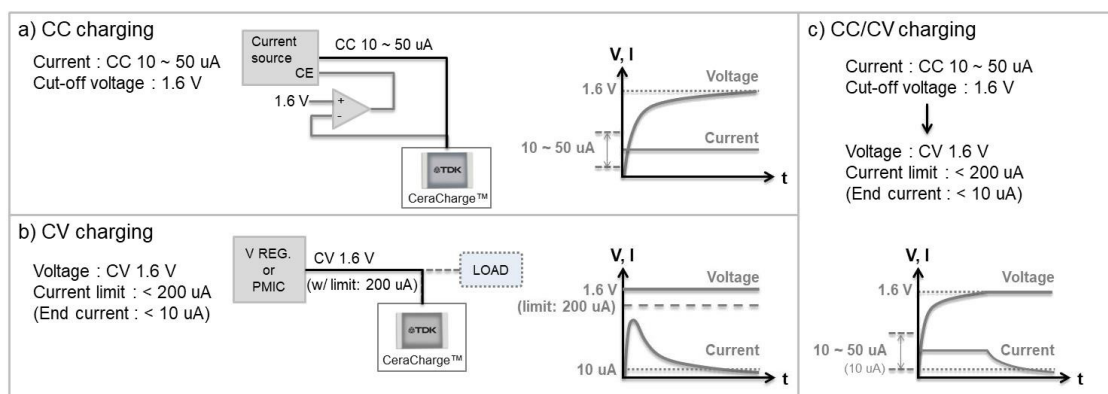 a) CC charging
Current : CC 10 ~ 50 uA
Cut-off voltage : 1.6 V
Current
source
CE
CC 10 ~ 50 uA
1.6 V
+
-
TDK
CeraCharge™
V, I
1.6 V
Voltage
Current
10 ~ 50 uA
t
b) CV charging
Voltage : CV 1.6 V
Current limit : < 200 uA
(End current : < 10 uA)
V REG.
or
PMIC
CV 1.6 V
(w/ limit: 200 uA)
LOAD
TDK
CeraCharge™
V, I
Voltage
1.6 V
(limit: 200 uA)
Current
10 uA
t
c) CC/CV charging
Current : CC 10 ~ 50 uA
Cut-off voltage : 1.6 V
Voltage : CV 1.6 V
Current limit : < 200 uA
(End current : < 10 uA)
V, I
Voltage
1.6 V
10 ~ 50 uA
(10 uA)
Current
t